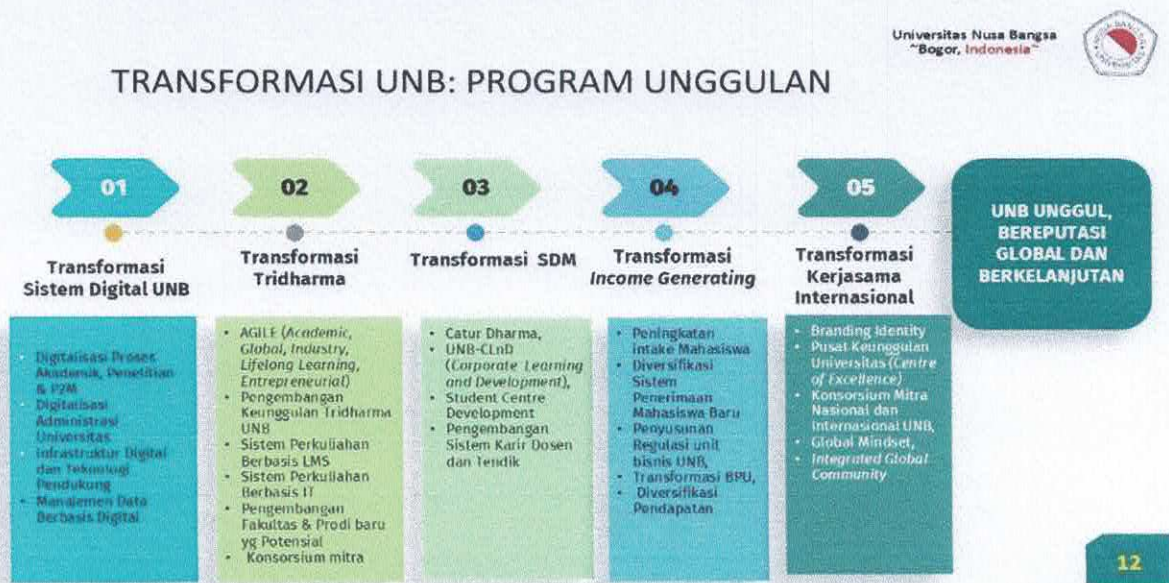 Universitas Nusa Bangsa
~Bogor, Indonesia~
TRANSFORMASI UNB: PROGRAM UNGGULAN
01
Transformasi
Sistem Digital UNB
• Digitalisasi Proses
Akademik, Penelitian
& P2M
• Digitalisasi
Administrasi
Universitas
• Infrastruktur Digital
dan Teknologi
Pendukung
• Manajemen Data
Berbasis Digital
02
Transformasi
Tridharma
• AGILE (Academic,
Global, Industry,
Lifelong Learning,
Entrepreneurial)
• Pengembangan
Keunggulan Tridharma
UNB
• Sistem Perkuliahan
Berbasis LMS
• Sistem Perkuliahan
Berbasis IT
• Pengembangan
Fakultas & Prodi baru
yg Potensial
• Konsorsium mitra
03
Transformasi SDM
• Catur Dharma,
• UNB-CLnD
(Corporate Learning
and Development),
• Student Centre
Development
• Pengembangan
Sistem Karir Dosen
dan Tendik
04
Transformasi
Income Generating
• Peningkatan
intake Mahasiswa
• Diversifikasi
Sistem
Penerimaan
Mahasiswa Baru
• Penyusunan
Regulasi unit
bisnis UNB,
• Transformasi BPU,
• Diversifikasi
Pendapatan
05
Transformasi
Kerjasama
Internasional
• Branding Identity
• Pusat Keunggulan
Universitas (Centre
of Excellence)
• Konsorsium Mitra
Nasional dan
Internasional UNB,
• Global Mindset,
• Integrated Global
Community
UNB UNGGUL,
BEREPUTASI
GLOBAL DAN
BERKELANJUTAN
12